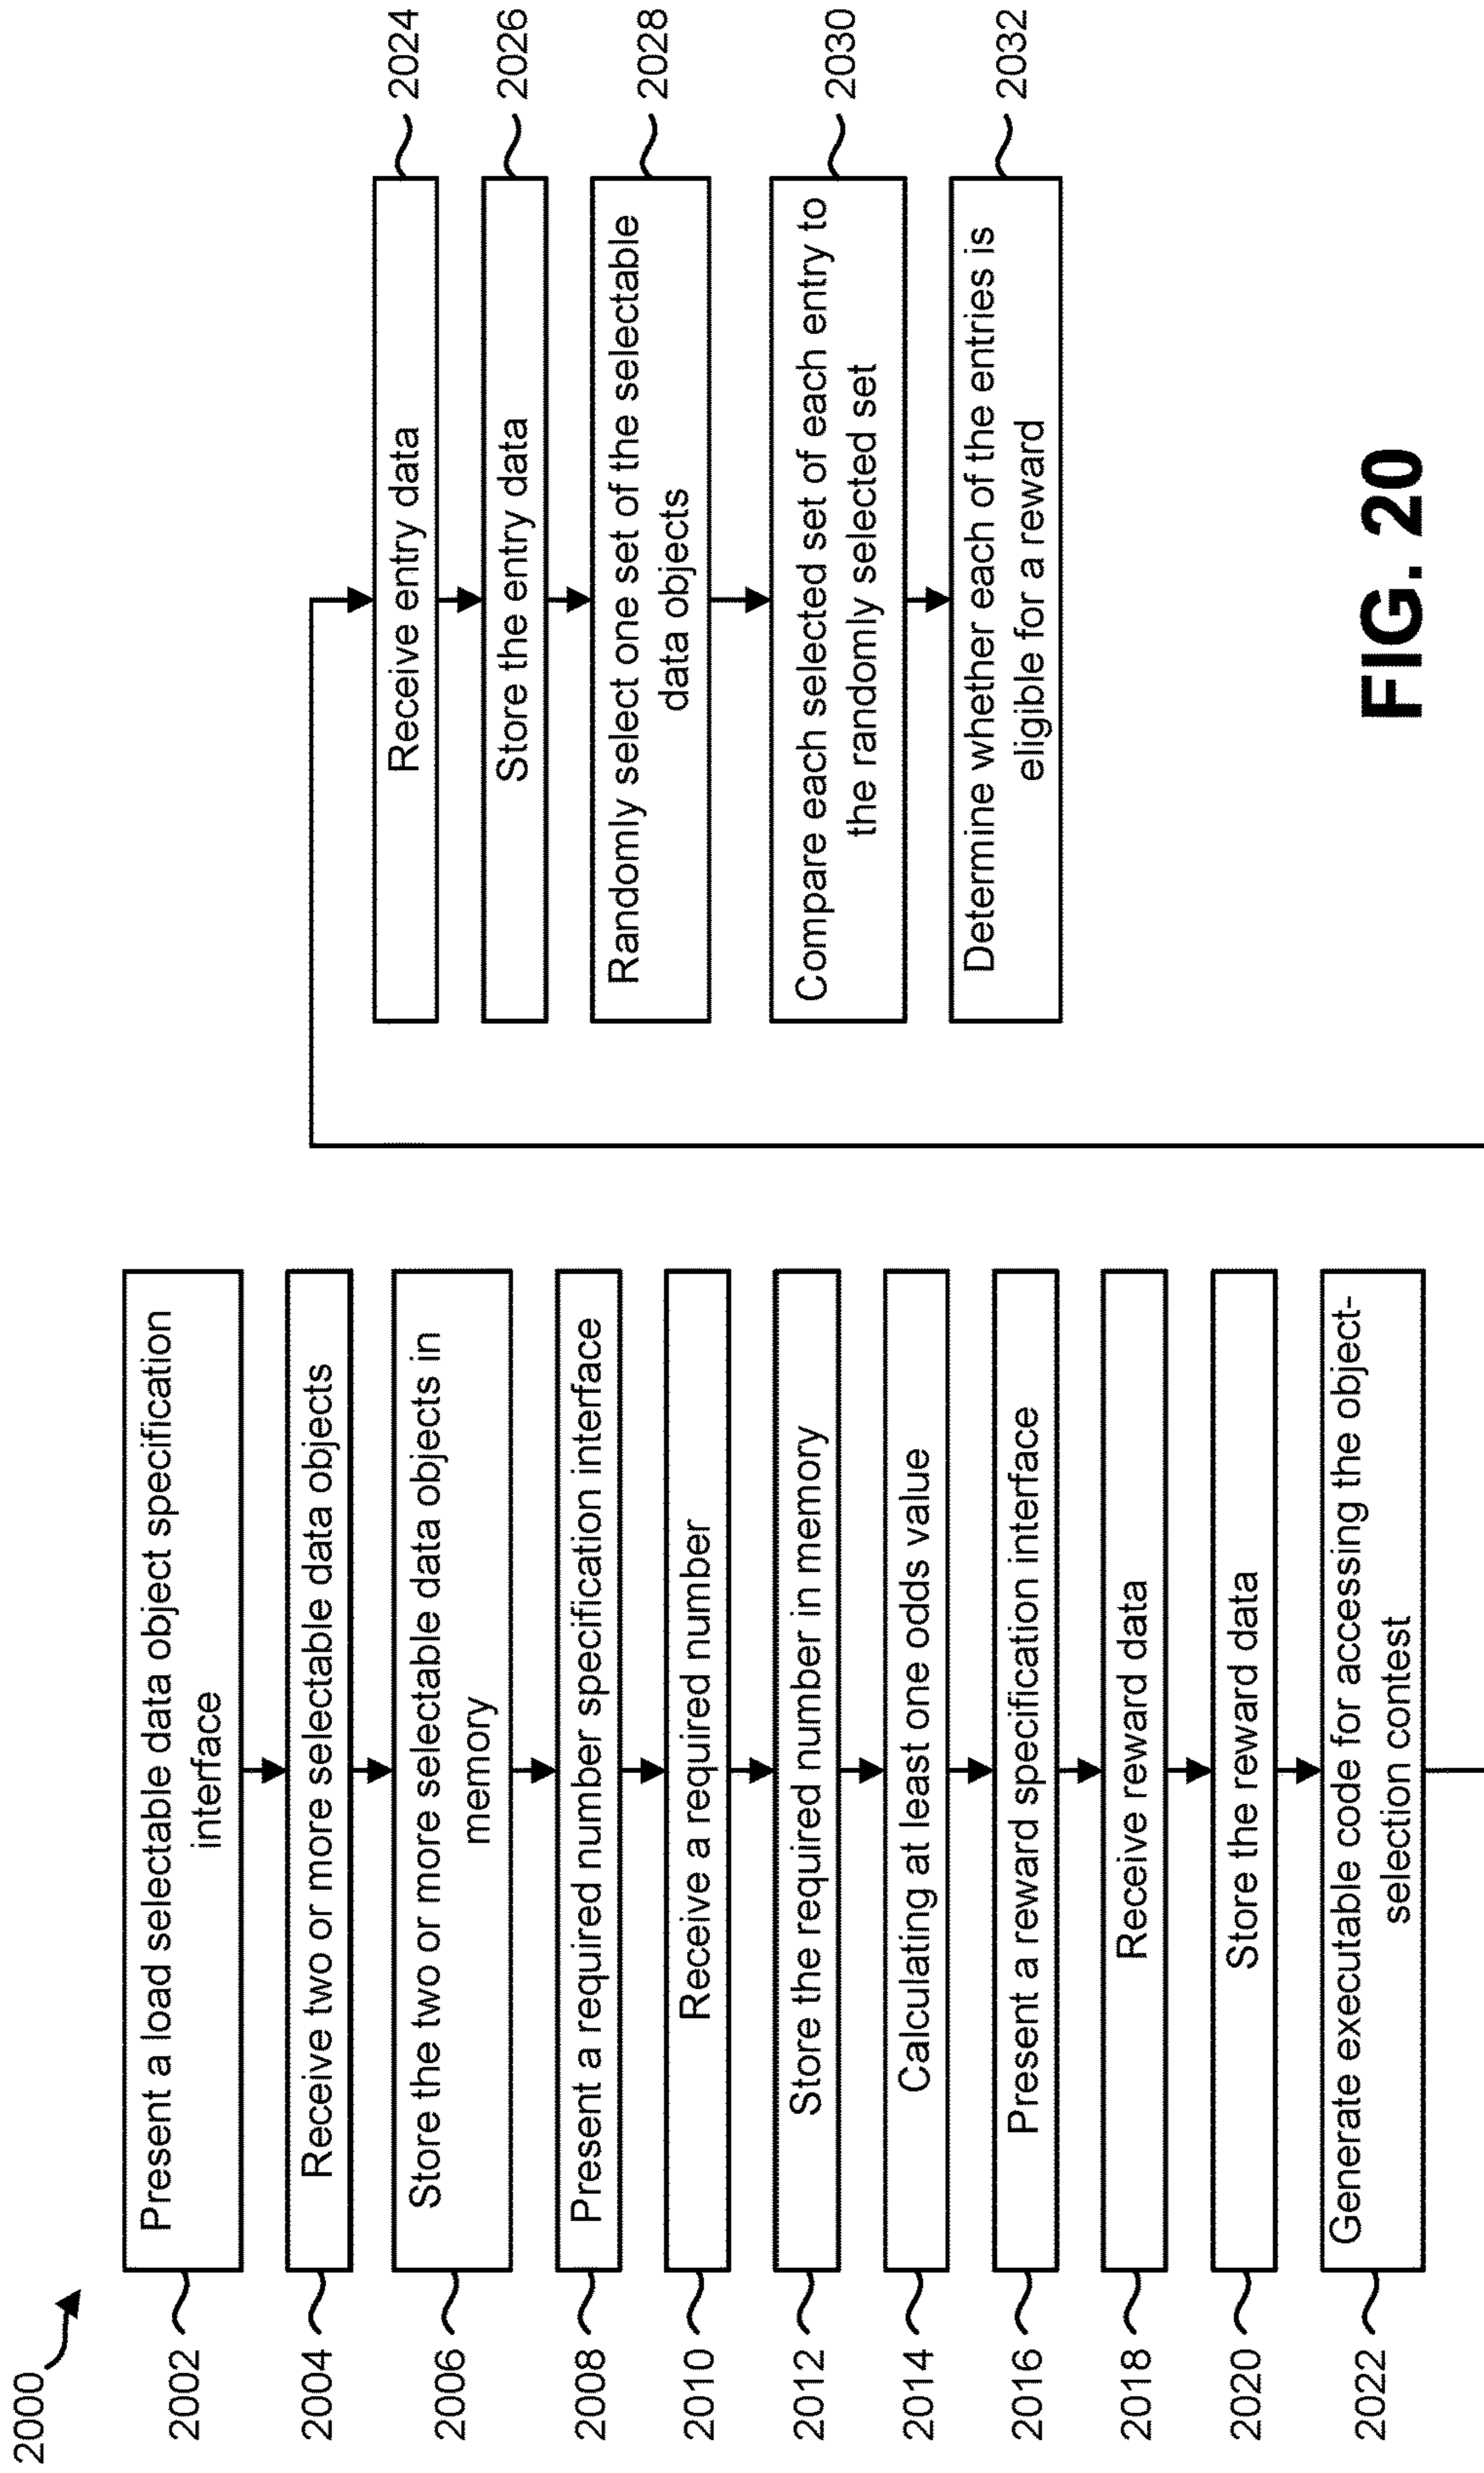 2000
2002
Present a load selectable data object specification
interface
2004
Receive two or more selectable data objects
2006
Store the two or more selectable data objects in
memory
2008
Present a required number specification interface
2010
Receive a required number
2012
Store the required number in memory
2014
Calculating at least one odds value
2016
Present a reward specification interface
2018
Receive reward data
2020
Store the reward data
2022
Generate executable code for accessing the object-
selection contest
Receive entry data
2024
Store the entry data
2026
Randomly select one set of the selectable
data objects
2028
Compare each selected set of each entry to
the randomly selected set
2030
Determine whether each of the entries is
eligible for a reward
2032
FIG. 20